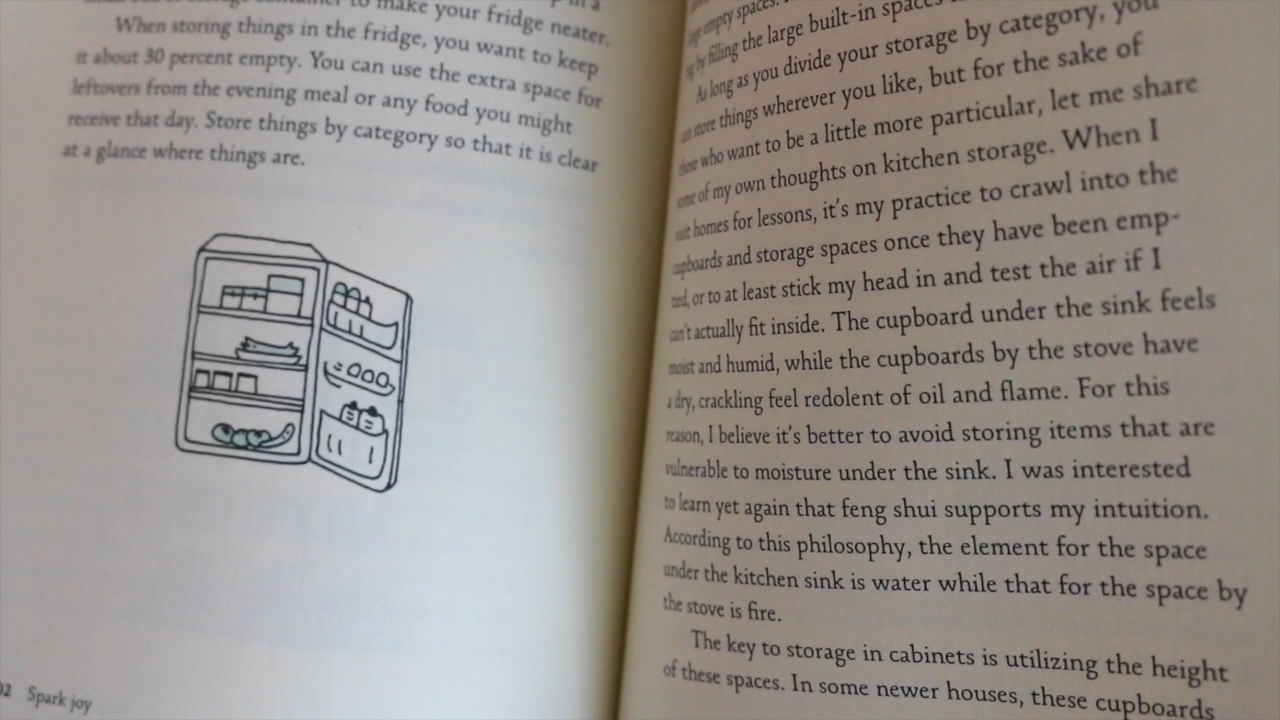 to make your fridge neater.
When storing things in the fridge, you want to keep
it about 30 percent empty. You can use the extra space for
leftovers from the evening meal or any food you might
receive that day. Store things by category so that it is clear
at a glance where things are.
02 Spark joy
empty spaces.
by filling the large built-in spaces
As long as you divide your storage by category, you
store things wherever you like, but for the sake of
who want to be a little more particular, let me share
of my own thoughts on kitchen storage. When I
homes for lessons, it's my practice to crawl into the
cupboards and storage spaces once they have been emp-
tied, or to at least stick my head in and test the air if I
can't actually fit inside. The cupboard under the sink feels
moist and humid, while the cupboards by the stove have
a dry, crackling feel redolent of oil and flame. For this
reason, I believe it's better to avoid storing items that are
vulnerable to moisture under the sink. I was interested
to learn yet again that feng shui supports my intuition.
According to this philosophy, the element for the space
under the kitchen sink is water while that for the space by
the stove is fire.
The key to storage in cabinets is utilizing the height
of these spaces. In some newer houses, these cupboards